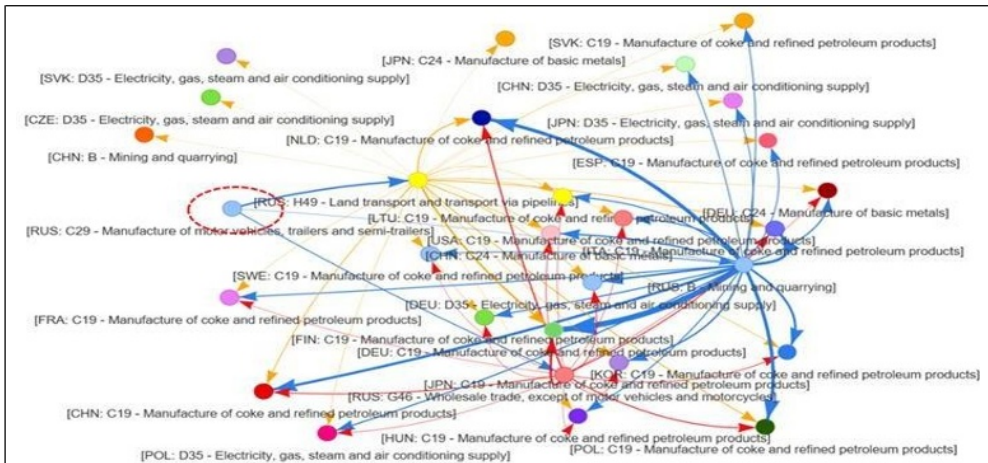 [SVK: C19 - Manufacture of coke and refined petroleum products]
[JPN: C24 - Manufacture of basic metals]
[SVK: D35 - Electricity, gas, steam and air conditioning supply]
[CHN: D35 - Electricity, gas, steam and air conditioning supply]
[CZE: D35 - Electricity, gas, steam and air conditioning supply]
[JPN: D35 - Electricity, gas, steam and air conditioning supply]
[NLD: C19 - Manufacture of coke and refined petroleum products]
[CHN: B - Mining and quarrying]
[ESP: C19 - Manufacture of coke and refined petroleum products]
[RUS: H49 - Land transport and transport via pipelines]
[LTU: C19 - Manufacture of coke and refined petroleum products]
[DEU: C24 - Manufacture of basic metals]
[RUS: C29 - Manufacture of motor vehicles, trailers and semi-trailers]
[USA: C19 - Manufacture of coke and refined petroleum products]
[ITA: C19 - Manufacture of coke and refined petroleum products]
[CHN: C24 - Manufacture of basic metals]
[SWE: C19 - Manufacture of coke and refined petroleum products]
[RUS: B - Mining and quarrying]
[DEU: D35 - Electricity, gas, steam and air conditioning supply]
[FRA: C19 - Manufacture of coke and refined petroleum products]
[FIN: C19 - Manufacture of coke and refined petroleum products]
[DEU: C19 - Manufacture of coke and refined petroleum products]
[KOR: C19 - Manufacture of coke and refined petroleum products]
[JPN: C19 - Manufacture of coke and refined petroleum products]
[RUS: G46 - Wholesale trade, except of motor vehicles and motorcycles]
[CHN: C19 - Manufacture of coke and refined petroleum products]
[HUN: C19 - Manufacture of coke and refined petroleum products]
[POL: C19 - Manufacture of coke and refined petroleum products]
[POL: D35 - Electricity, gas, steam and air conditioning supply]